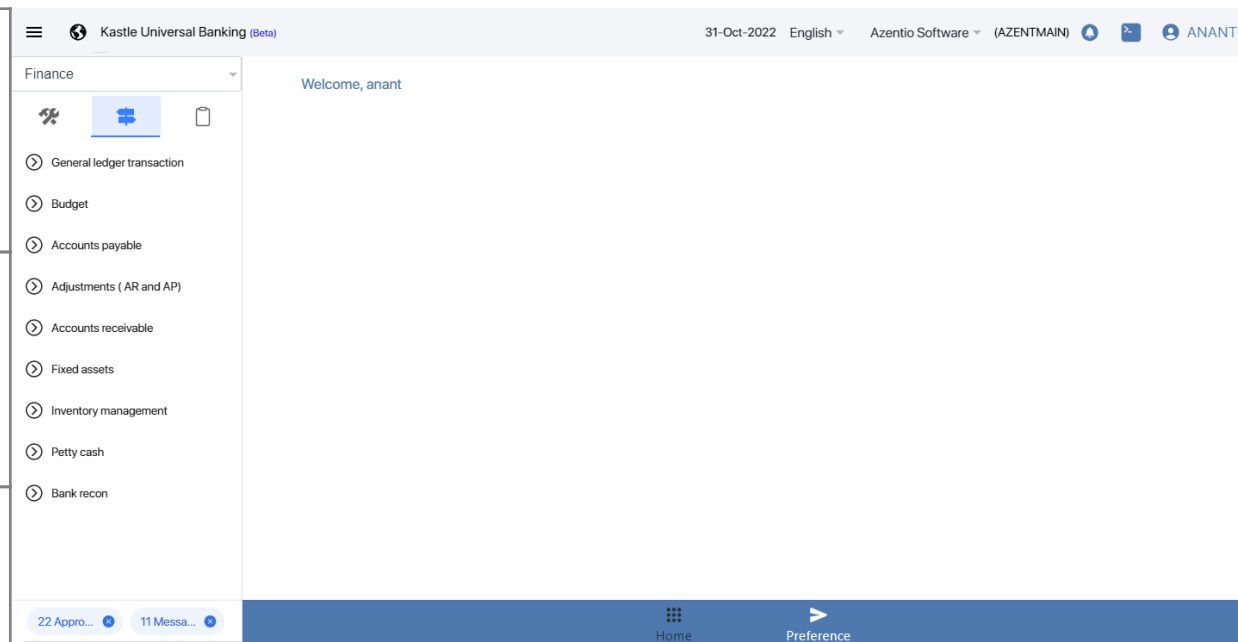 Kastle Universal Banking (Beta) 31-Oct-2022 English Azentio Software (AZENTMAIN) ANANT
Finance
Welcome, anant
General ledger transaction
Budget
Accounts payable
Adjustments ( AR and AP)
Accounts receivable
Fixed assets
Inventory management
Petty cash
Bank recon
22 Appro... 11 Messa...
Home Preference